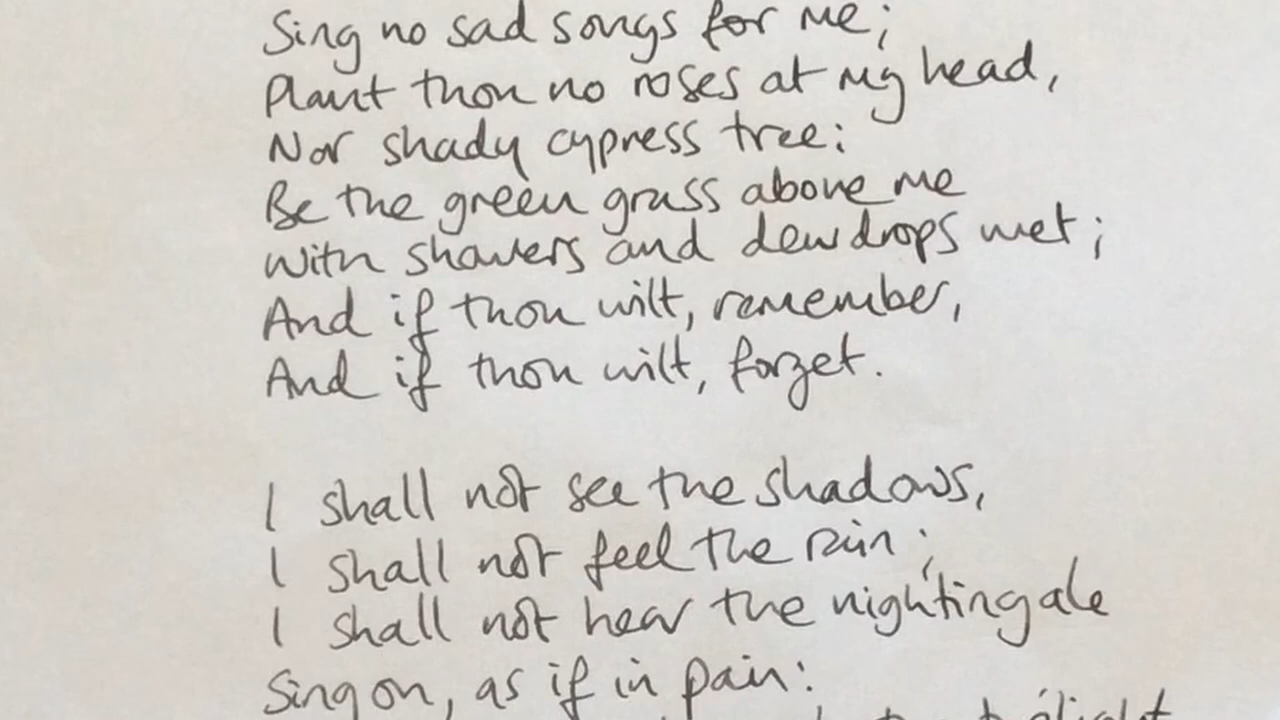 Sing no sad songs for me;
Plant thou no roses at my head,
Nor shady cypress tree:
Be the green grass above me
With showers and dewdrops wet;
And if thou wilt, remember,
And if thou wilt, forget.
I shall not see the shadows,
I shall not feel the rain;
I shall not hear the nightingale
Sing on, as if in pain: